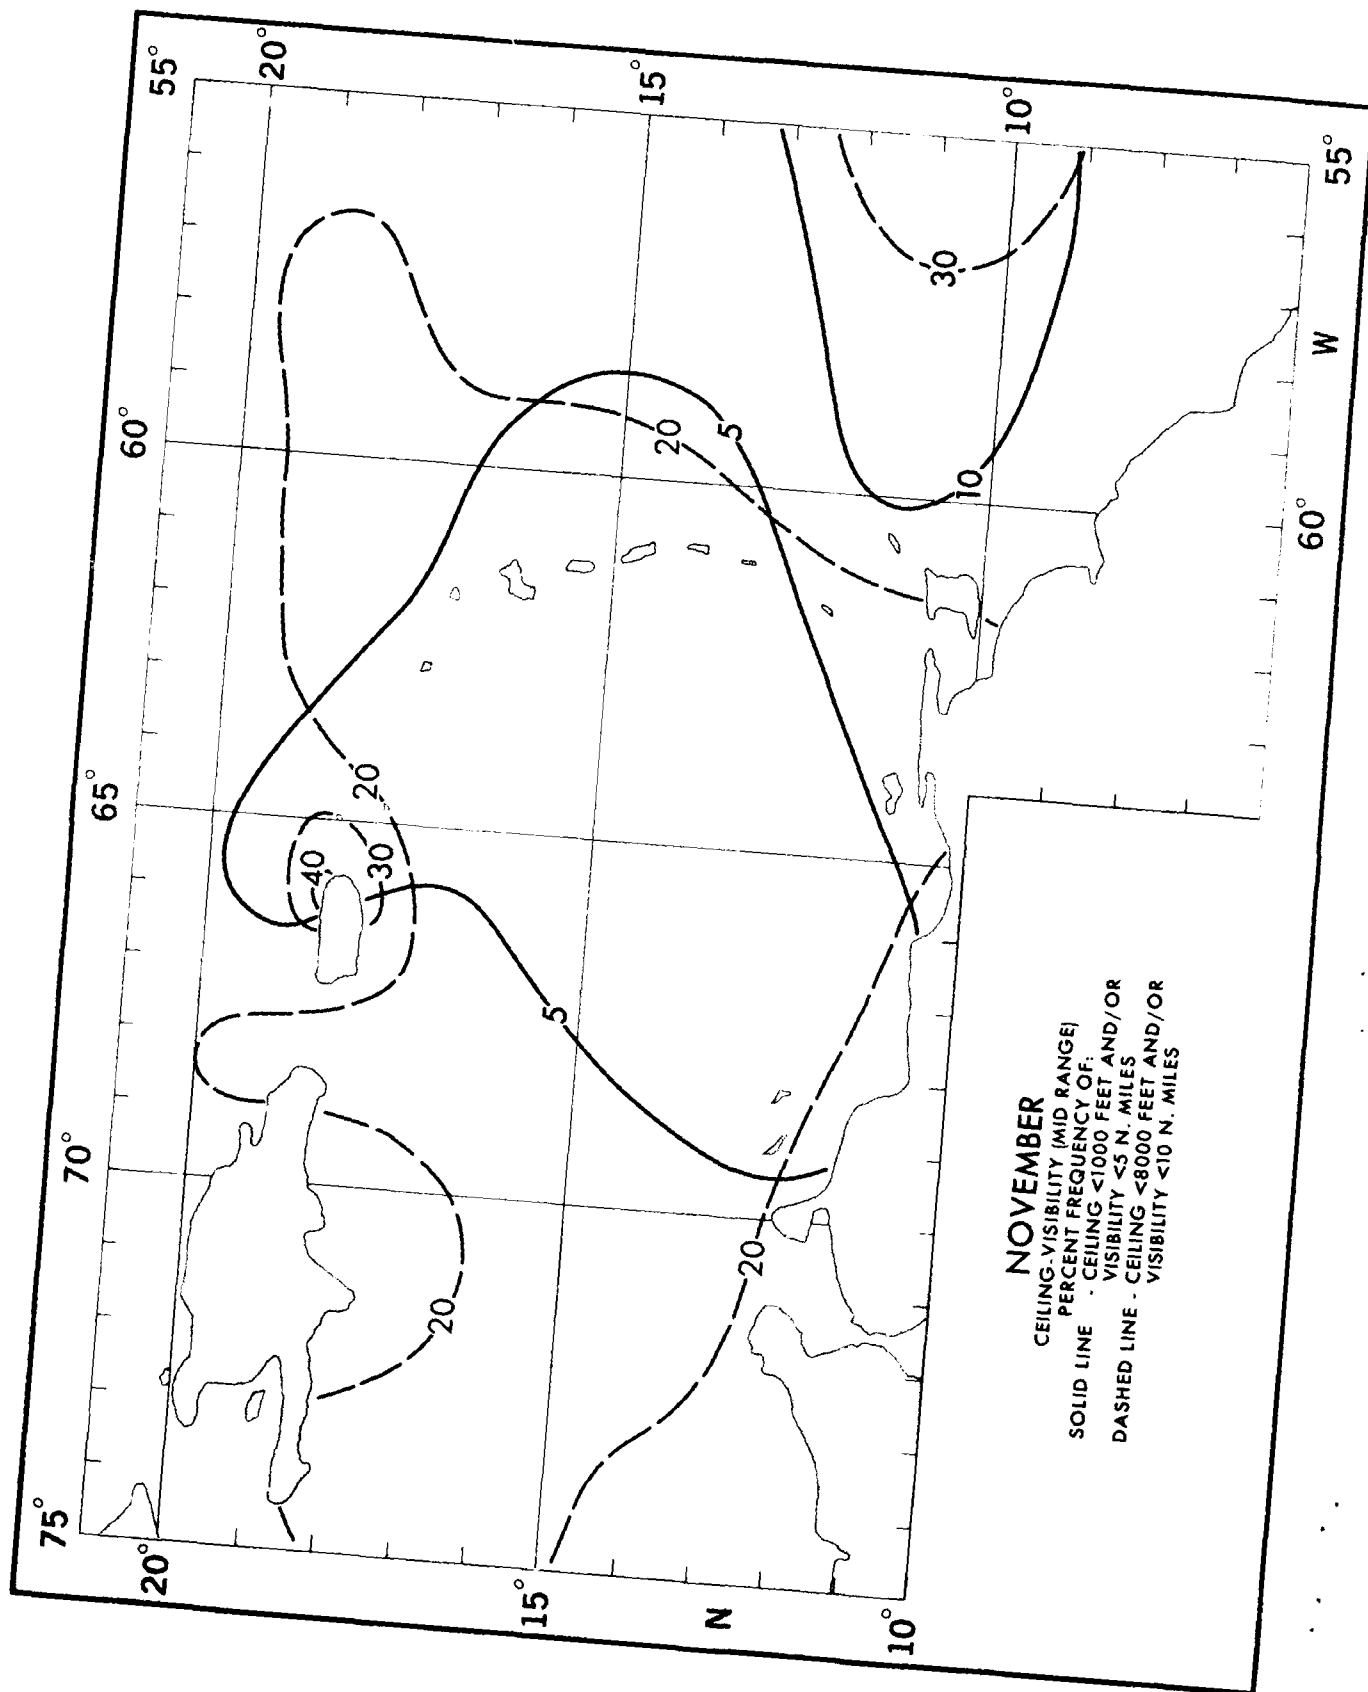 75°
70°
65°
60°
55°
20°
20°
15°
15°
N
10°
10°
60°
W
55°
40
30
20
20
20
20
5
5
10
30
NOVEMBER
CEILING-VISIBILITY (MID RANGE)
PERCENT FREQUENCY OF:
SOLID LINE - CEILING <1000 FEET AND/OR
VISIBILITY <5 N. MILES
DASHED LINE - CEILING <8000 FEET AND/OR
VISIBILITY <10 N. MILES